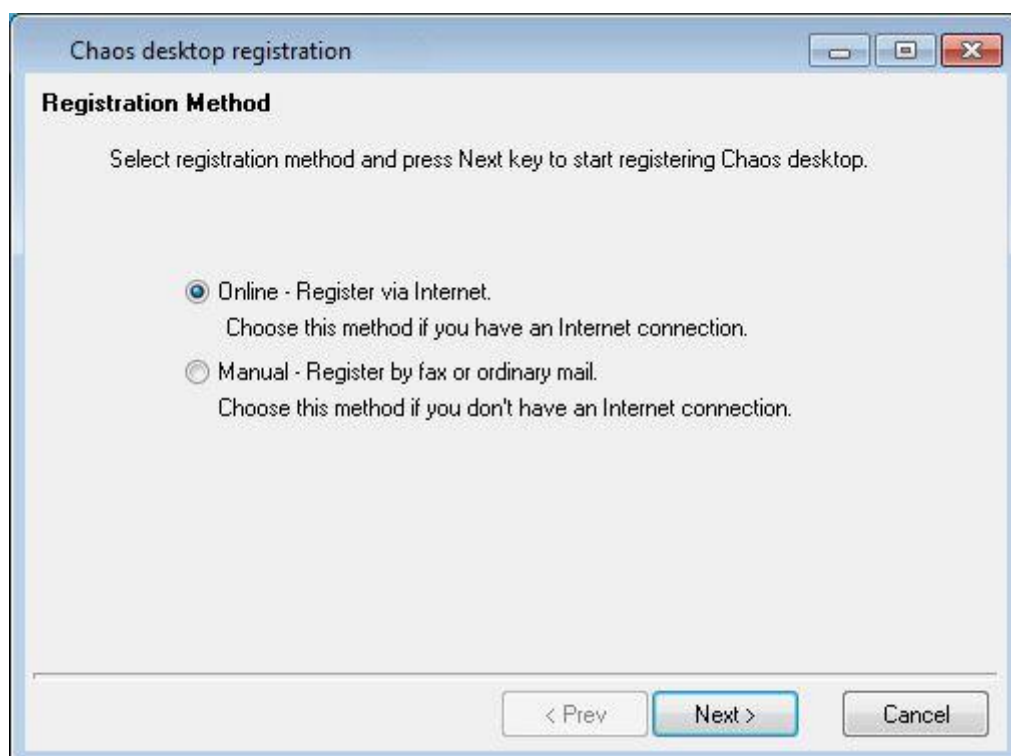 Chaos desktop registration
Registration Method
Select registration method and press Next key to start registering Chaos desktop.
Online - Register via Internet.
Choose this method if you have an Internet connection.
Manual - Register by fax or ordinary mail.
Choose this method if you don't have an Internet connection.
< Prev Next > Cancel